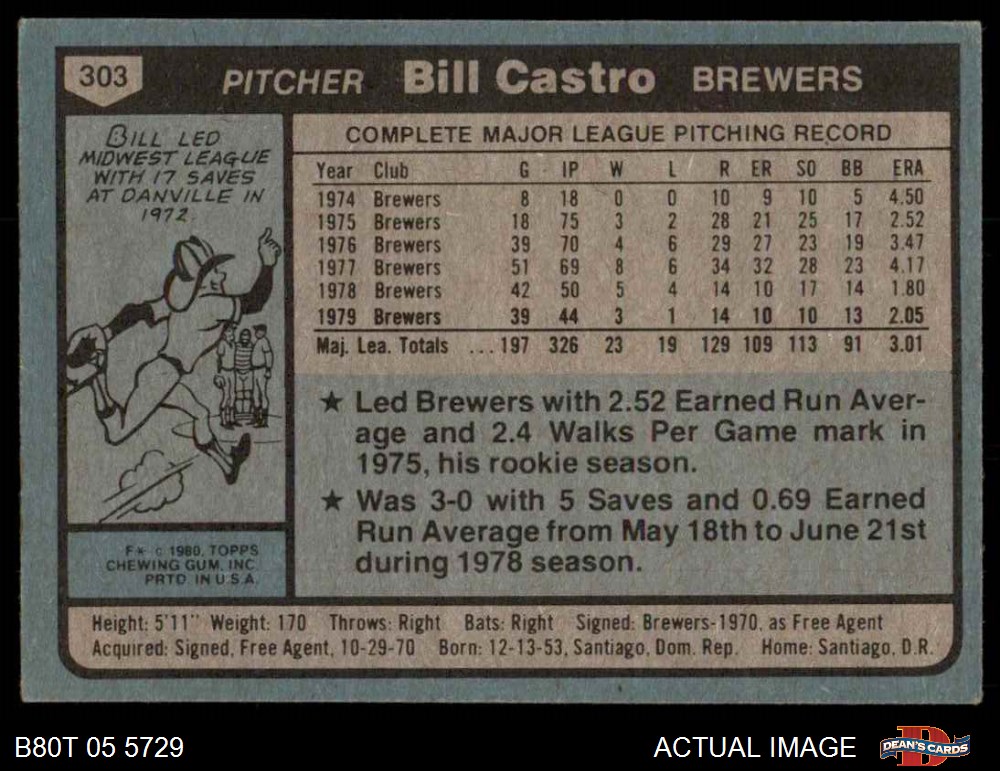 303 PITCHER Bill Castro BREWERS
BILL LED
MIDWEST LEAGUE
WITH 17 SAVES
AT DANVILLE IN
1972.
COMPLETE MAJOR LEAGUE PITCHING RECORD
Year Club G IP W L R ER SO BB ERA
1974 Brewers 8 18 0 0 10 9 10 5 4.50
1975 Brewers 18 75 3 2 28 21 25 17 2.52
1976 Brewers 39 70 4 6 29 27 23 19 3.47
1977 Brewers 51 69 8 6 34 32 28 23 4.17
1978 Brewers 42 50 5 4 14 10 17 14 1.80
1979 Brewers 39 44 3 1 14 10 10 13 2.05
Maj. Lea. Totals ... 197 326 23 19 129 109 113 91 3.01
★ Led Brewers with 2.52 Earned Run Aver-
age and 2.4 Walks Per Game mark in
1975, his rookie season.
★ Was 3-0 with 5 Saves and 0.69 Earned
Run Average from May 18th to June 21st
during 1978 season.
F* © 1980, TOPPS
CHEWING GUM, INC.
PRTD. IN U.S.A.
Height: 5'11" Weight: 170 Throws: Right Bats: Right Signed: Brewers-1970, as Free Agent
Acquired: Signed, Free Agent, 10-29-70 Born: 12-13-53, Santiago, Dom. Rep. Home: Santiago, D.R.
B80T 05 5729
ACTUAL IMAGE
D
DEAN'S CARDS